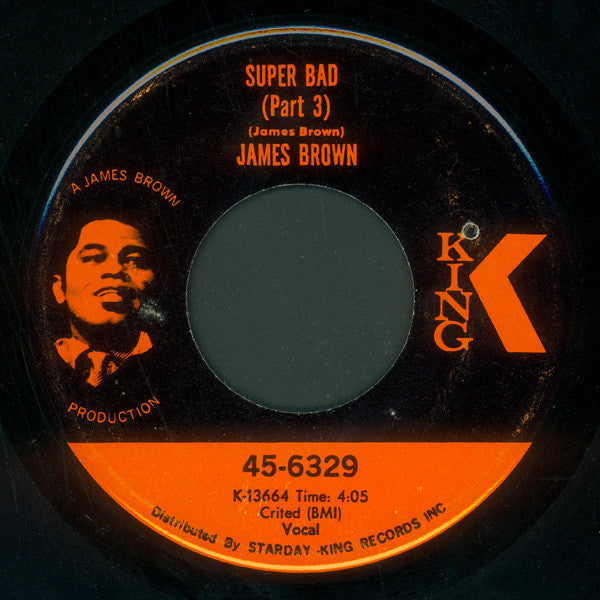 SUPER BAD
(Part 3)
(James Brown)
JAMES BROWN
A JAMES BROWN
PRODUCTION
KING
K
45-6329
K-13664 Time: 4:05
Crited (BMI)
Vocal
Distributed By STARDAY-KING RECORDS INC